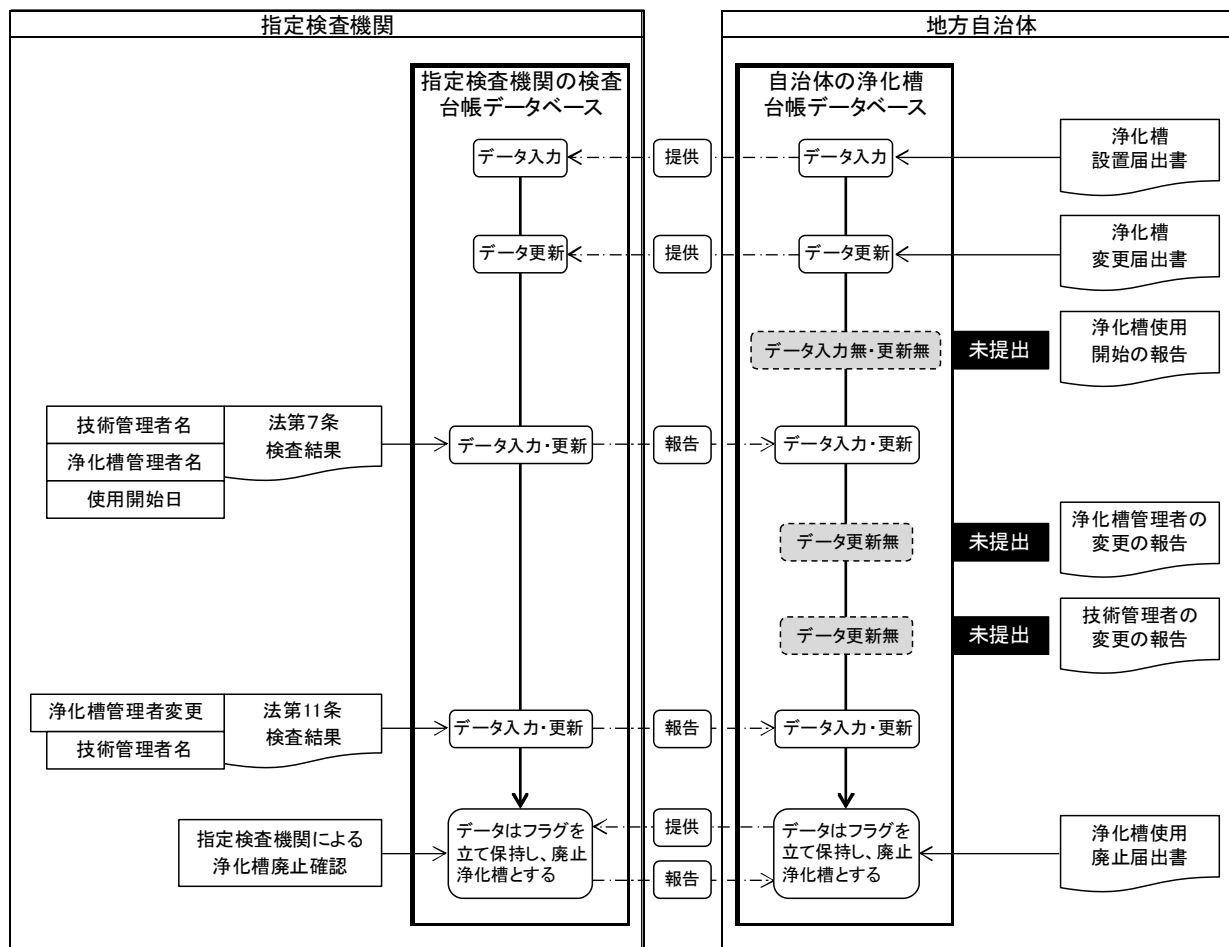 指定検査機関
地方自治体
指定検査機関の検査
台帳データベース
自治体の浄化槽
台帳データベース
データ入力
提供
データ入力
浄化槽
設置届出書
データ更新
提供
データ更新
浄化槽
変更届出書
データ入力無・更新無
未提出
浄化槽使用
開始の報告
技術管理者名
浄化槽管理者名
使用開始日
法第7条
検査結果
データ入力・更新
報告
データ入力・更新
データ更新無
未提出
浄化槽管理者の
変更の報告
データ更新無
未提出
技術管理者の
変更の報告
浄化槽管理者変更
技術管理者名
法第11条
検査結果
データ入力・更新
報告
データ入力・更新
指定検査機関による
浄化槽廃止確認
データはフラグを
立て保持し、廃止
浄化槽とする
提供
報告
データはフラグを
立て保持し、廃止
浄化槽とする
浄化槽使用
廃止届出書